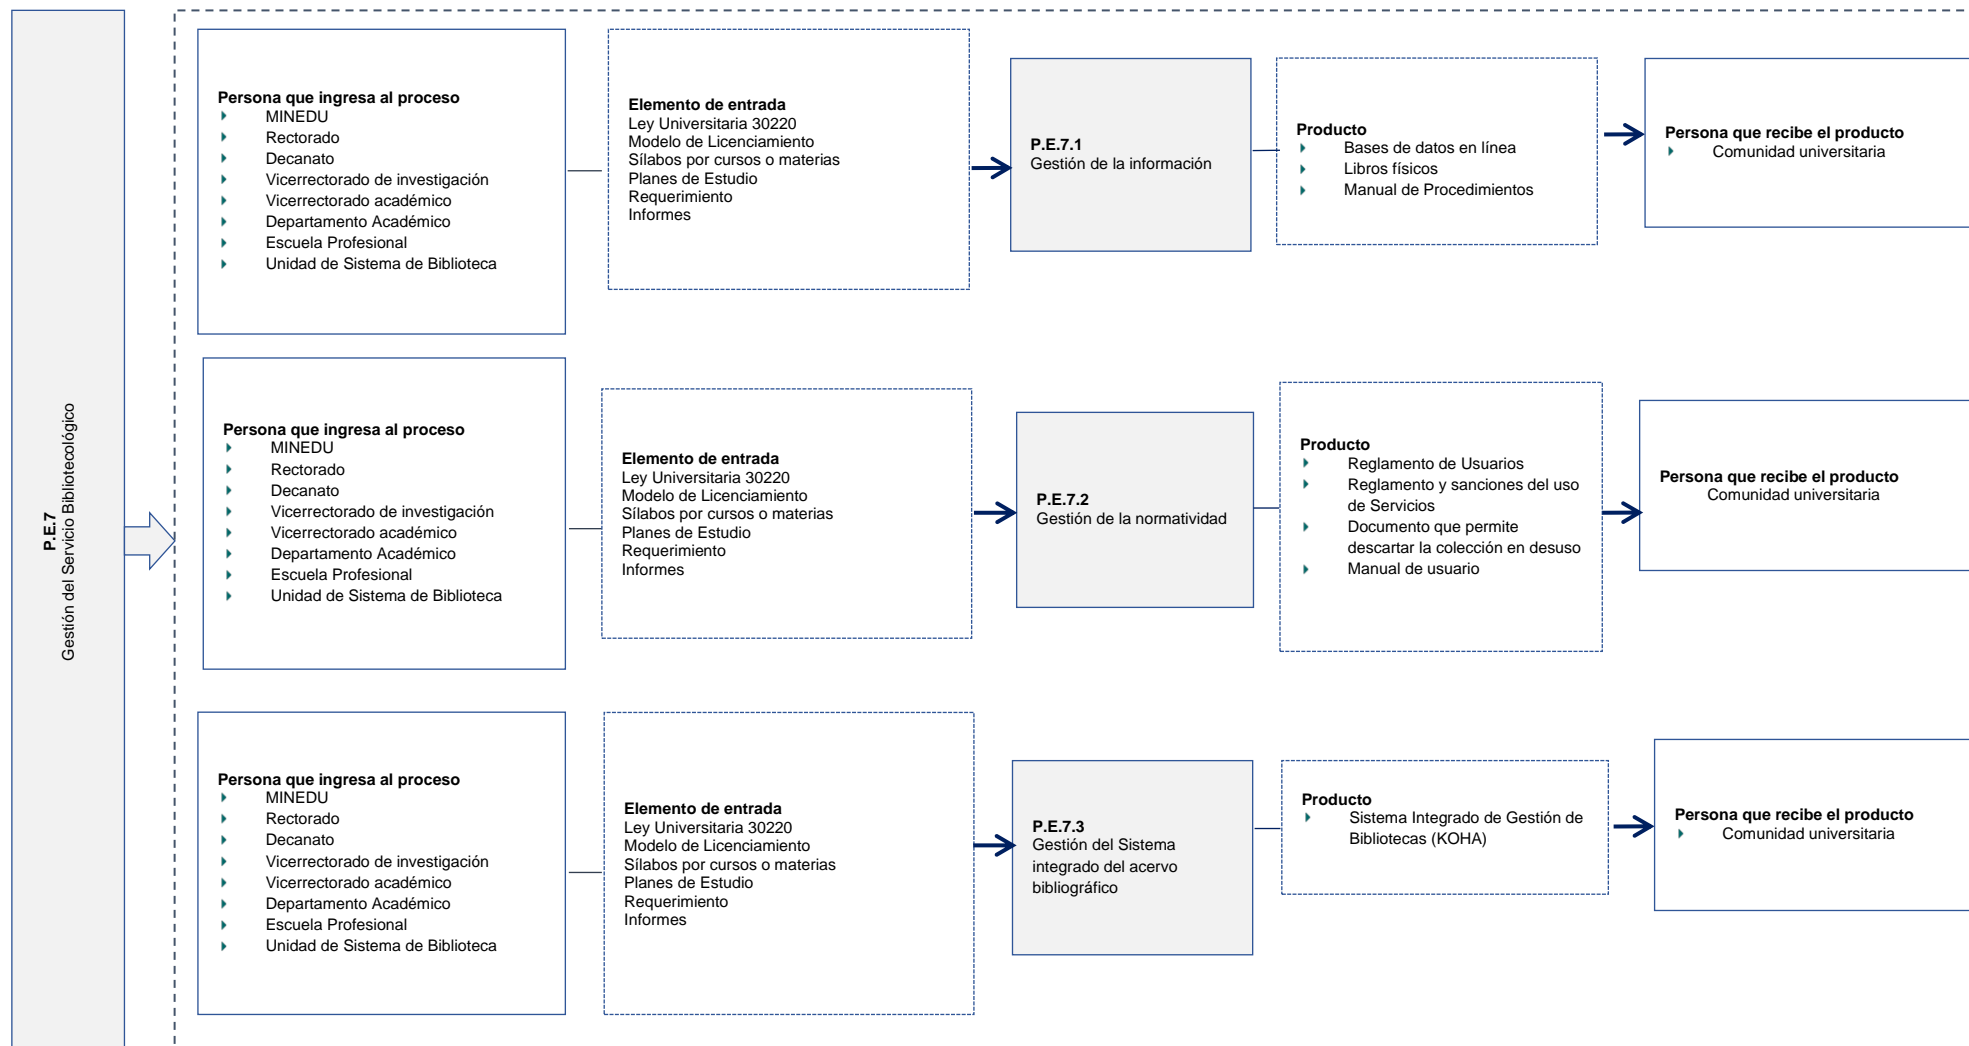 P.E.7
Gestión del Servicio Bibliotecológico
Persona que ingresa al proceso
MINEDU
Rectorado
Decanato
Vicerrectorado de investigación
Vicerrectorado académico
Departamento Académico
Escuela Profesional
Unidad de Sistema de Biblioteca
Elemento de entrada
Ley Universitaria 30220
Modelo de Licenciamiento
Sílabos por cursos o materias
Planes de Estudio
Requerimiento
Informes
P.E.7.1
Gestión de la información
Producto
Bases de datos en línea
Libros físicos
Manual de Procedimientos
Persona que recibe el producto
Comunidad universitaria
Persona que ingresa al proceso
MINEDU
Rectorado
Decanato
Vicerrectorado de investigación
Vicerrectorado académico
Departamento Académico
Escuela Profesional
Unidad de Sistema de Biblioteca
Elemento de entrada
Ley Universitaria 30220
Modelo de Licenciamiento
Sílabos por cursos o materias
Planes de Estudio
Requerimiento
Informes
P.E.7.2
Gestión de la normatividad
Producto
Reglamento de Usuarios
Reglamento y sanciones del uso
de Servicios
Documento que permite
descartar la colección en desuso
Manual de usuario
Persona que recibe el producto
Comunidad universitaria
Persona que ingresa al proceso
MINEDU
Rectorado
Decanato
Vicerrectorado de investigación
Vicerrectorado académico
Departamento Académico
Escuela Profesional
Unidad de Sistema de Biblioteca
Elemento de entrada
Ley Universitaria 30220
Modelo de Licenciamiento
Sílabos por cursos o materias
Planes de Estudio
Requerimiento
Informes
P.E.7.3
Gestión del Sistema
integrado del acervo
bibliográfico
Producto
Sistema Integrado de Gestión de
Bibliotecas (KOHA)
Persona que recibe el producto
Comunidad universitaria